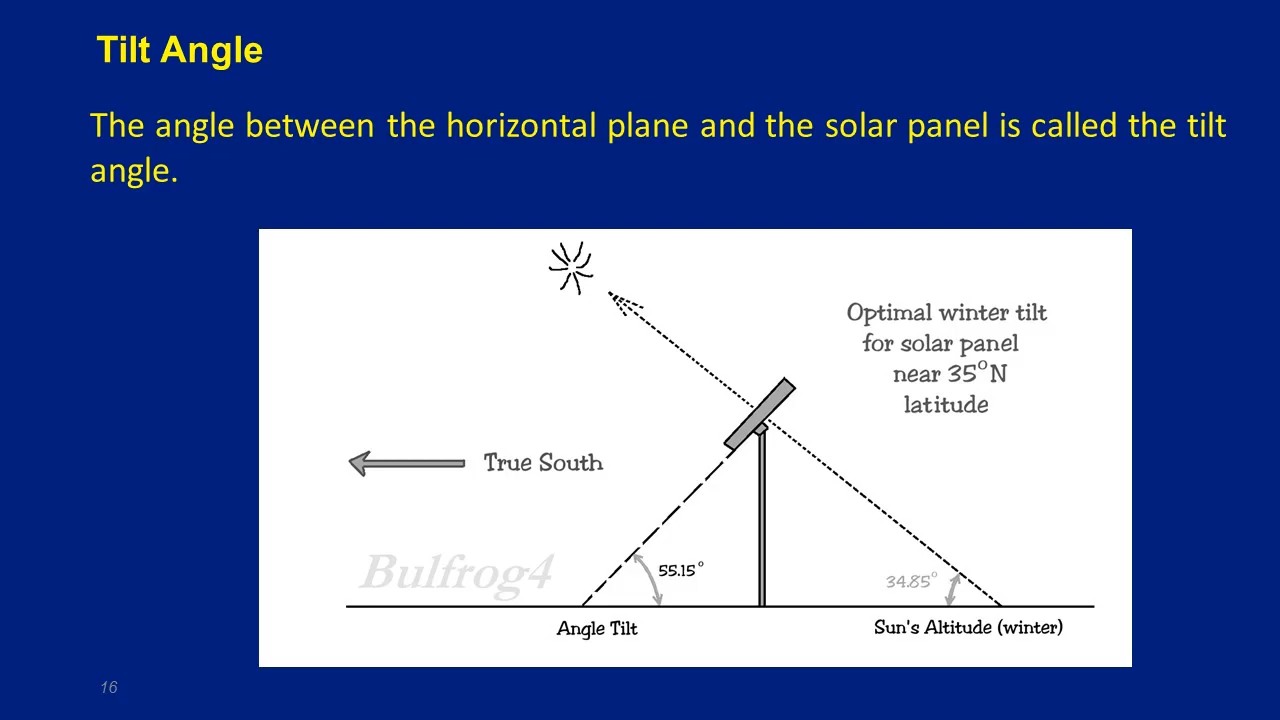 Tilt Angle
The angle between the horizontal plane and the solar panel is called the tilt
angle.
Optimal winter tilt
for solar panel
near 35°N
latitude
True South
Bulfrog4
55.15°
34.85°
Angle Tilt
Sun's Altitude (winter)
16